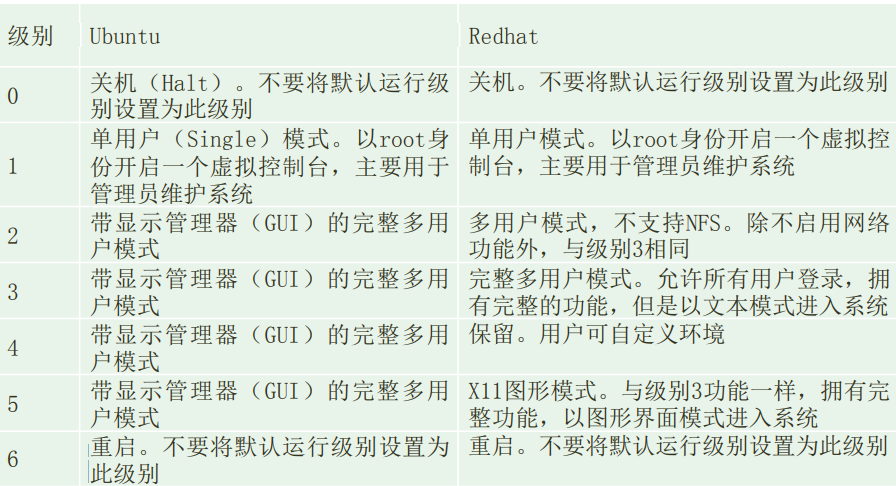 级别 Ubuntu Redhat
0 关机（Halt）。不要将默认运行级 关机。不要将默认运行级别设置为此级别
别设置为此级别
1 单用户（Single）模式。以root身 单用户模式。以root身份开启一个虚拟控
份开启一个虚拟控制台，主要用于 制台，主要用于管理员维护系统
管理员维护系统
2 带显示管理器（GUI）的完整多用 多用户模式，不支持NFS。除不启用网络
户模式 功能外，与级别3相同
3 带显示管理器（GUI）的完整多用 完整多用户模式。允许所有用户登录，拥
户模式 有完整的功能，但是以文本模式进入系统
4 带显示管理器（GUI）的完整多用 保留。用户可自定义环境
户模式
5 带显示管理器（GUI）的完整多用 X11图形模式。与级别3功能一样，拥有完
户模式 整功能，以图形界面模式进入系统
6 重启。不要将默认运行级别设置为 重启。不要将默认运行级别设置为此级别
此级别